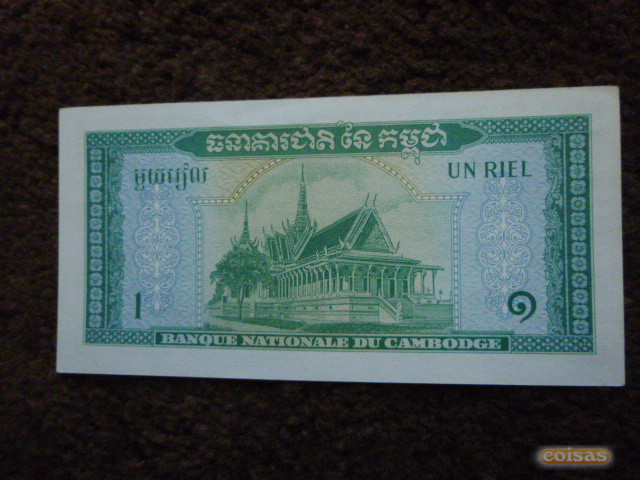 ធនាគារជាតិ នៃ កម្ពុជា
មួយរៀល
UN RIEL
1
១
BANQUE NATIONALE DU CAMBODGE
coisas